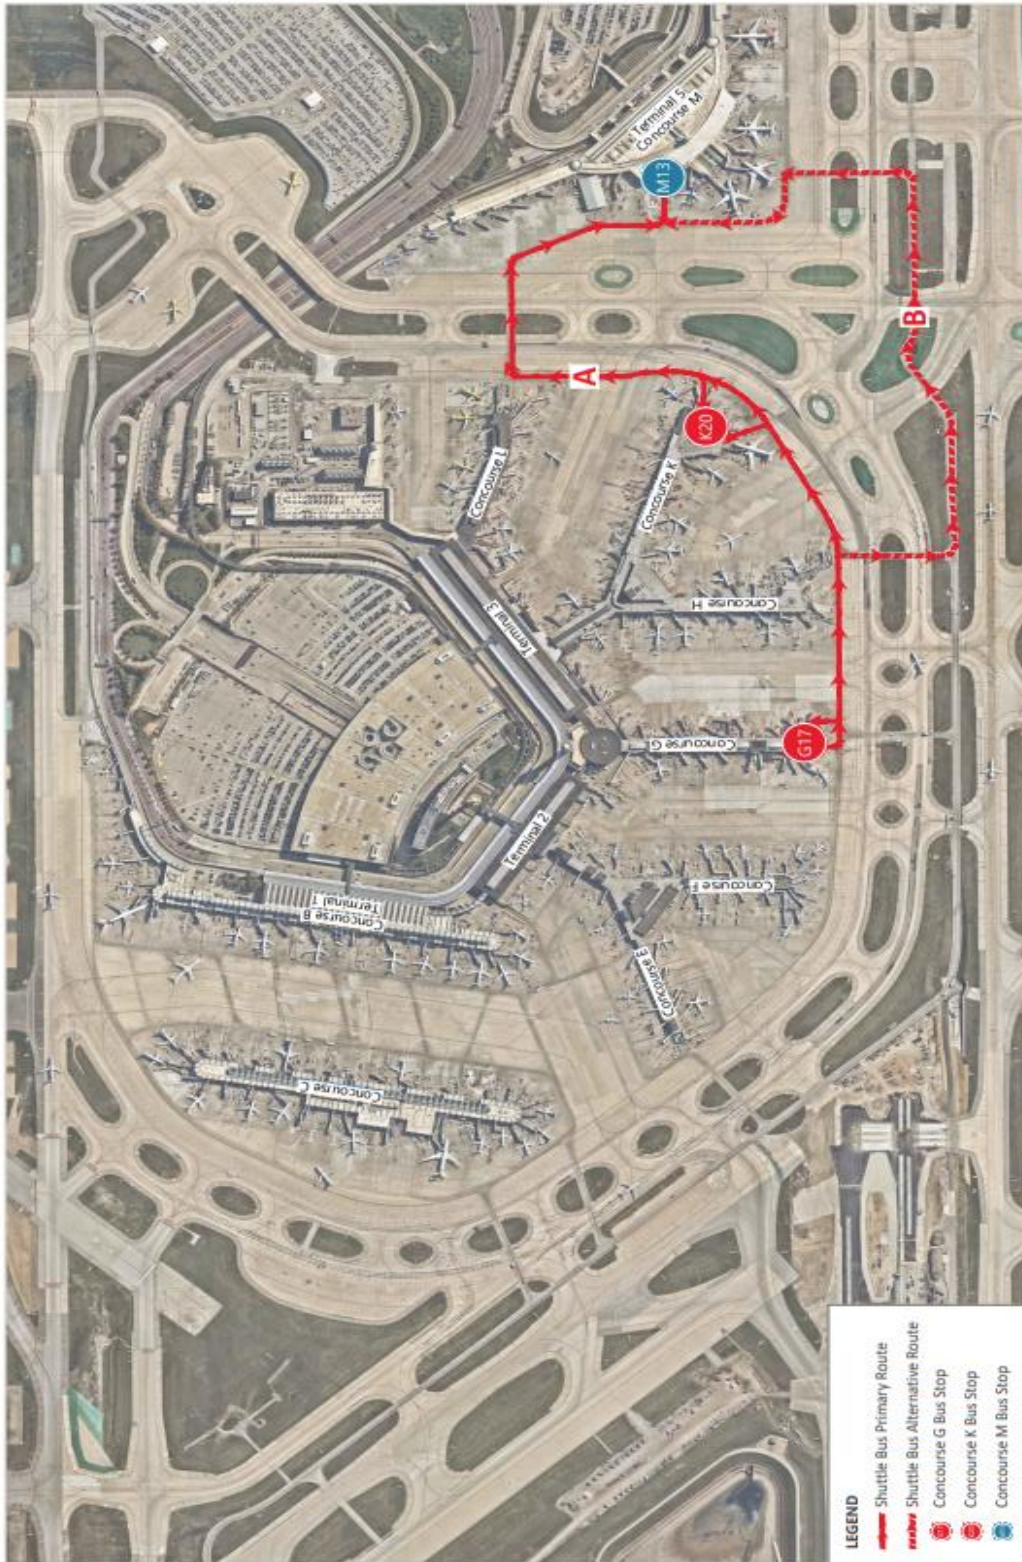 Terminal 5
Concourse M
M13
B
A
K20
Concourse L
Concourse K
Terminal 3
Concourse H
G17
Concourse G
Terminal 2
Concourse F
Concourse E
Terminal 1
Concourse B
Concourse C
LEGEND
Shuttle Bus Primary Route
Shuttle Bus Alternative Route
Concourse G Bus Stop
Concourse K Bus Stop
Concourse M Bus Stop